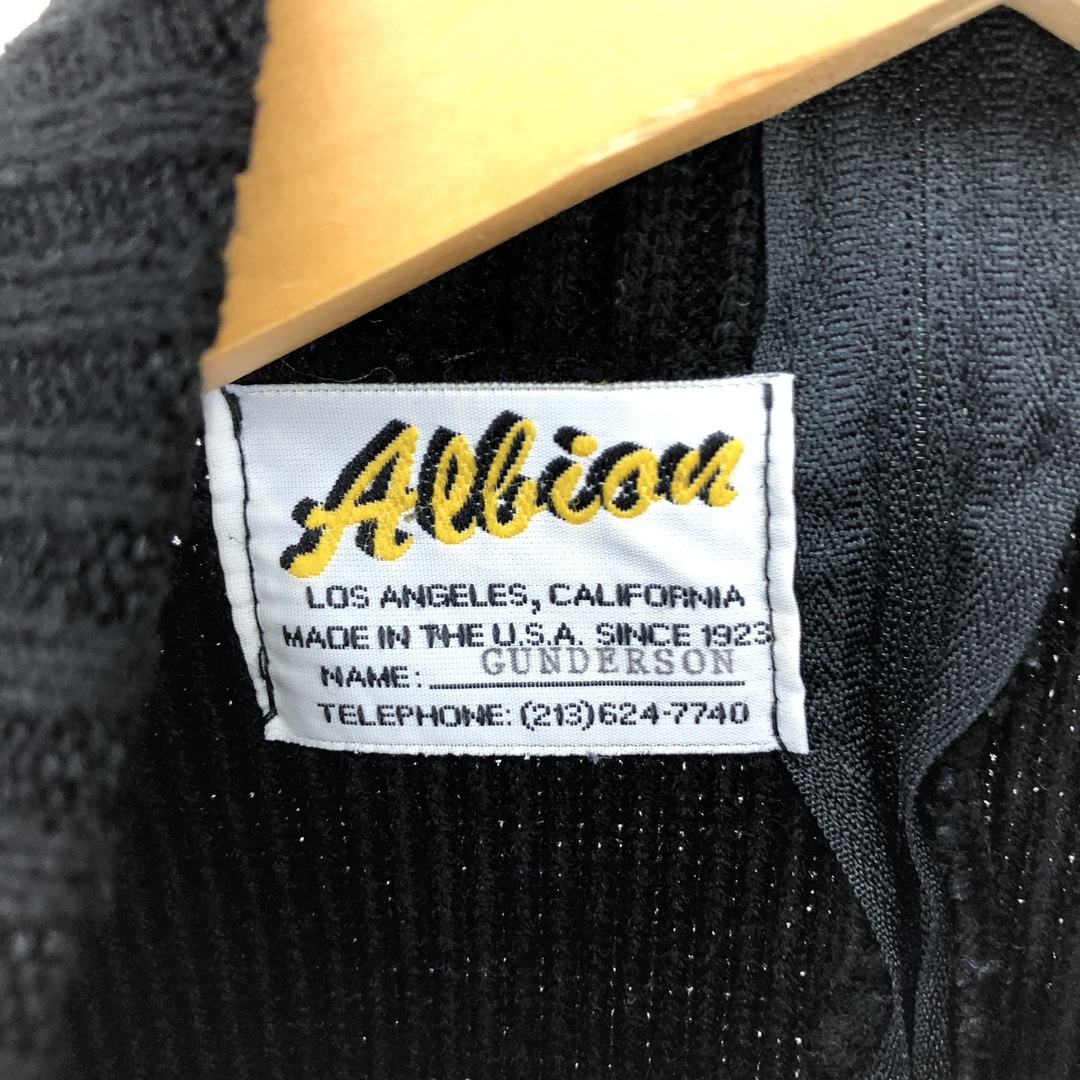 Albion
LOS ANGELES, CALIFORNIA
MADE IN THE U.S.A. SINCE 1923
NAME: GUNDERSON
TELEPHONE: (213)624-7740